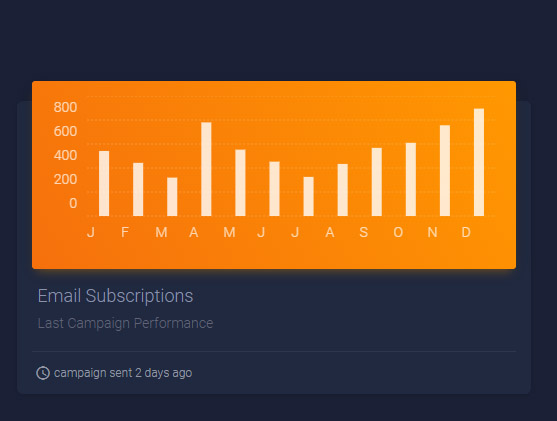 800
600
400
200
0
J F M A M J J A S O N D
Email Subscriptions
Last Campaign Performance
campaign sent 2 days ago